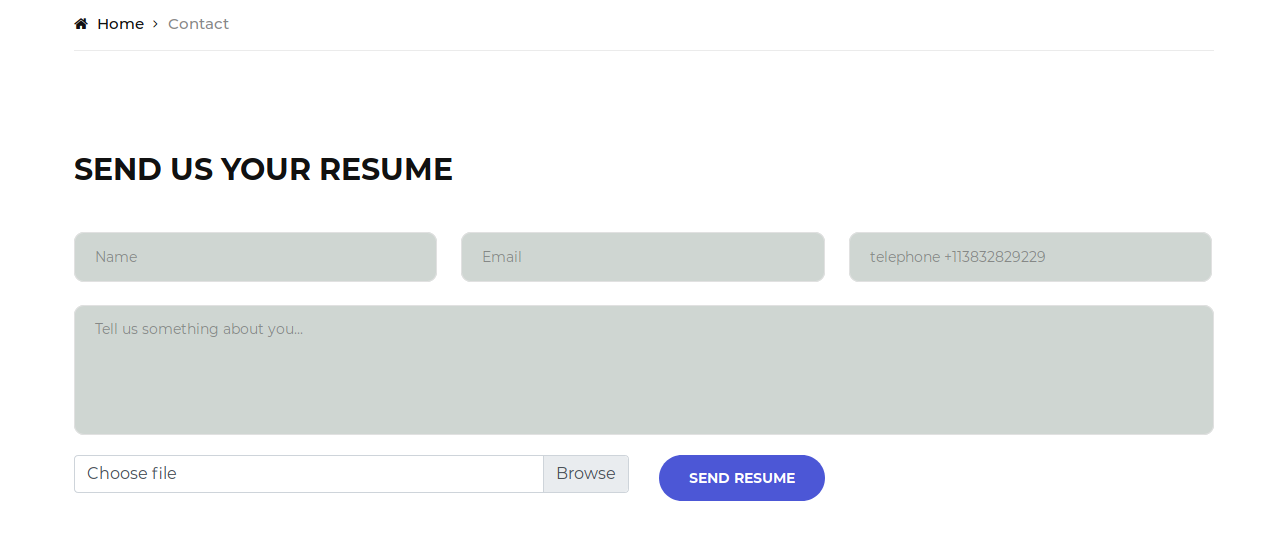 Home > Contact
SEND US YOUR RESUME
Name
Email
telephone +113832829229
Tell us something about you...
Choose file
Browse
SEND RESUME